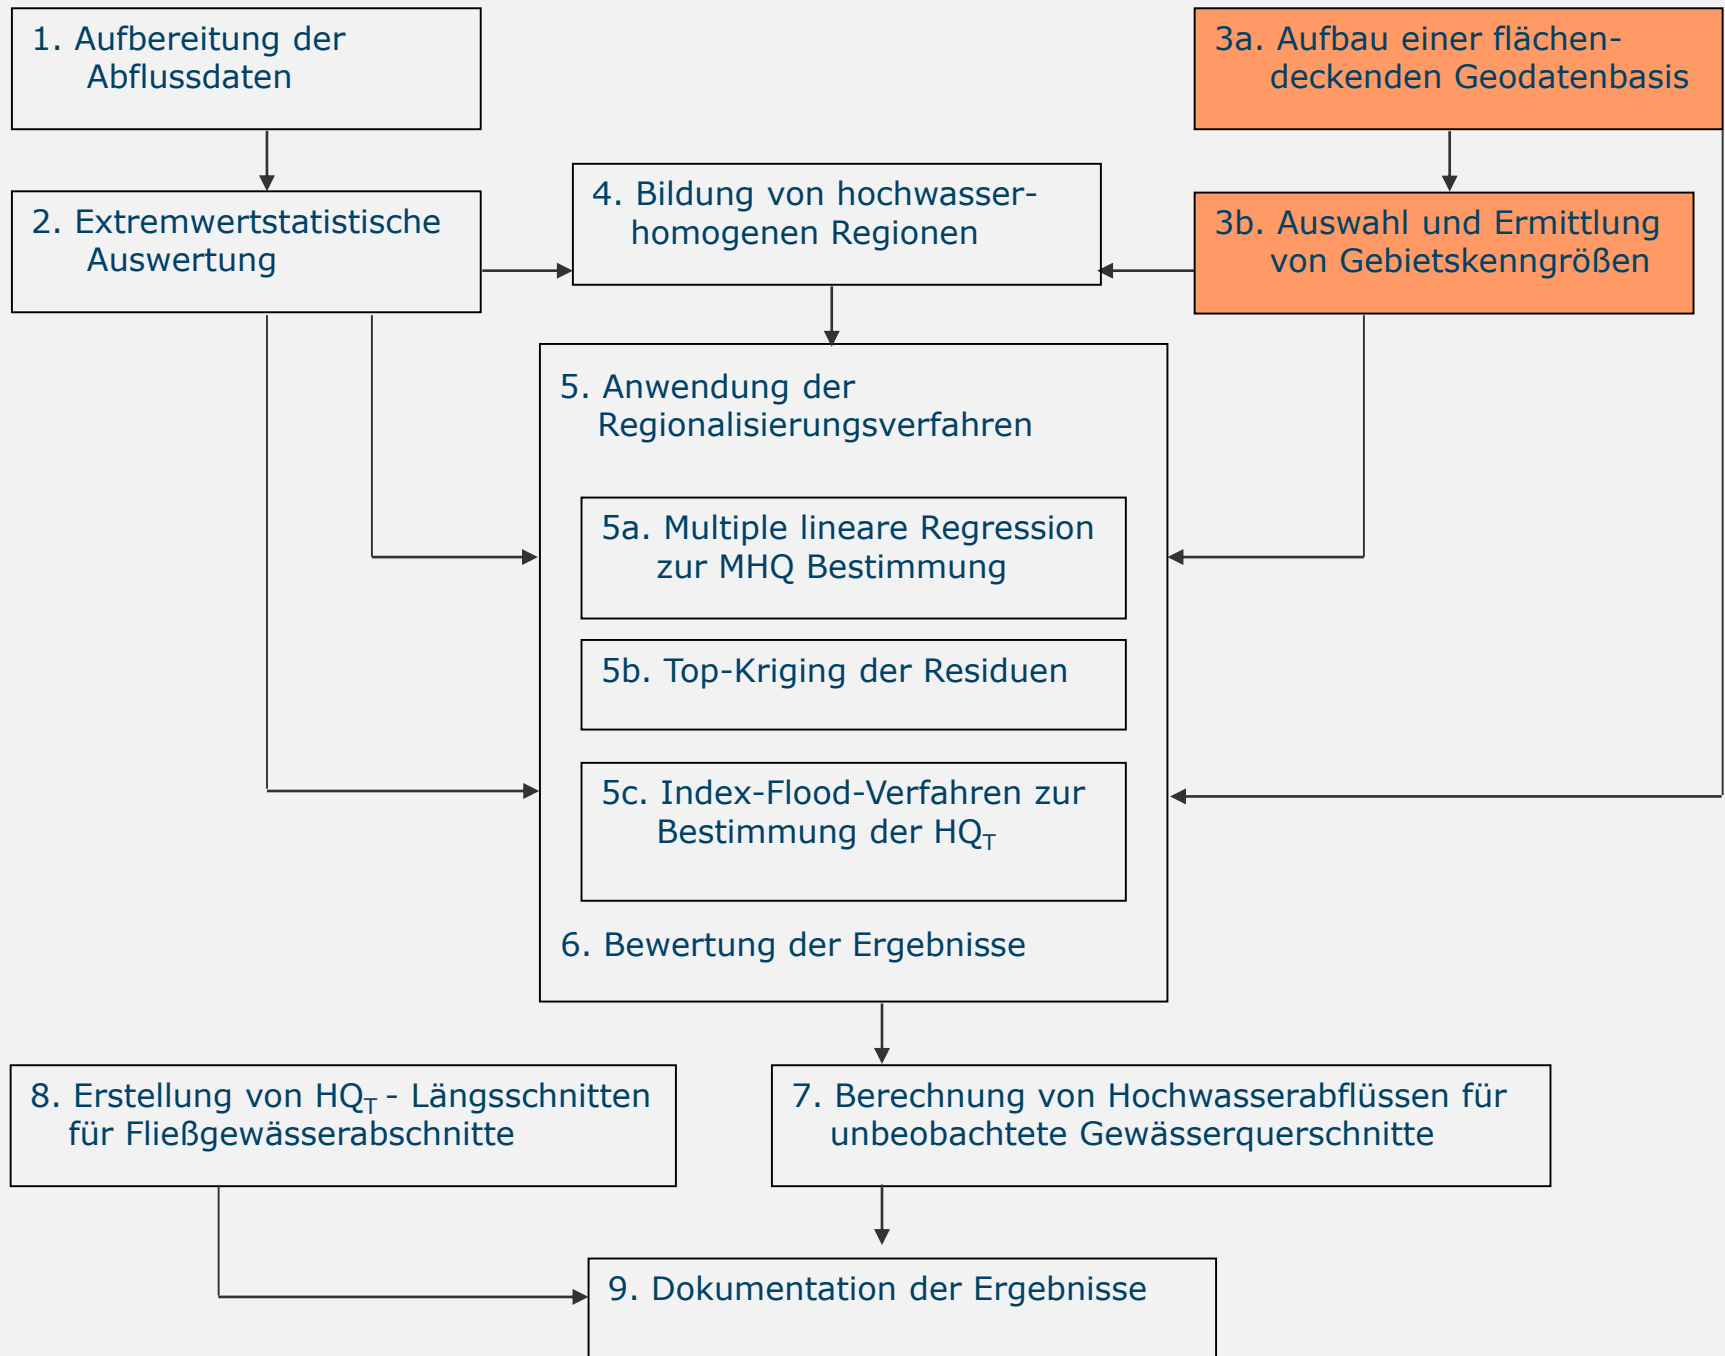 1. Aufbereitung der
Abflussdaten
2. Extremwertstatistische
Auswertung
3a. Aufbau einer flächen-
deckenden Geodatenbasis
3b. Auswahl und Ermittlung
von Gebietskenngrößen
4. Bildung von hochwasser-
homogenen Regionen
5. Anwendung der
Regionalisierungsverfahren
5a. Multiple lineare Regression
zur MHQ Bestimmung
5b. Top-Kriging der Residuen
5c. Index-Flood-Verfahren zur
Bestimmung der HQT
6. Bewertung der Ergebnisse
7. Berechnung von Hochwasserabflüssen für
unbeobachtete Gewässerquerschnitte
8. Erstellung von HQT - Längsschnitten
für Fließgewässerabschnitte
9. Dokumentation der Ergebnisse